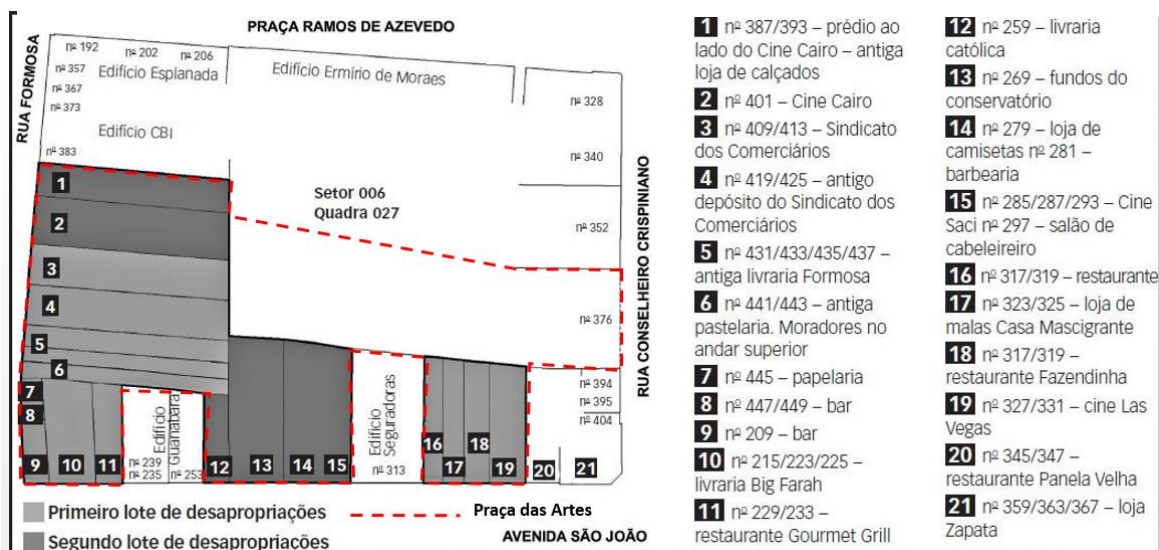 PRAÇA RAMOS DE AZEVEDO
RUA FORMOSA
nº 192
nº 202
nº 206
nº 357
Edifício Esplanada
Edifício Ermírio de Moraes
nº 367
nº 373
nº 328
Edifício CBI
nº 383
nº 340
1
Setor 006
Quadra 027
2
nº 352
RUA CONSELHEIRO CRISPINIANO
3
4
nº 376
5
6
7
8
nº 394
nº 395
nº 404
Edifício
Guanabara
Edifício
Seguradoras
16
18
9
10
11
nº 239
nº 235
nº 253
12
13
14
15
nº 313
17
19
20
21
Primeiro lote de desapropriações
Praça das Artes
Segundo lote de desapropriações
AVENIDA SÃO JOÃO
1 nº 387/393 – prédio ao
lado do Cine Cairo – antiga
loja de calçados
2 nº 401 – Cine Cairo
3 nº 409/413 – Sindicato
dos Comerciários
4 nº 419/425 – antigo
depósito do Sindicato dos
Comerciários
5 nº 431/433/435/437 –
antiga livraria Formosa
6 nº 441/443 – antiga
pastelaria. Moradores no
andar superior
7 nº 445 – papelaria
8 nº 447/449 – bar
9 nº 209 – bar
10 nº 215/223/225 –
livraria Big Farah
11 nº 229/233 –
restaurante Gourmet Grill
12 nº 259 – livraria
católica
13 nº 269 – fundos do
conservatório
14 nº 279 – loja de
camisetas nº 281 –
barbearia
15 nº 285/287/293 – Cine
Saci nº 297 – salão de
cabeleireiro
16 nº 317/319 – restaurante
17 nº 323/325 – loja de
malas Casa Mascigrante
18 nº 317/319 –
restaurante Fazendinha
19 nº 327/331 – cine Las
Vegas
20 nº 345/347 –
restaurante Panela Velha
21 nº 359/363/367 – loja
Zapata